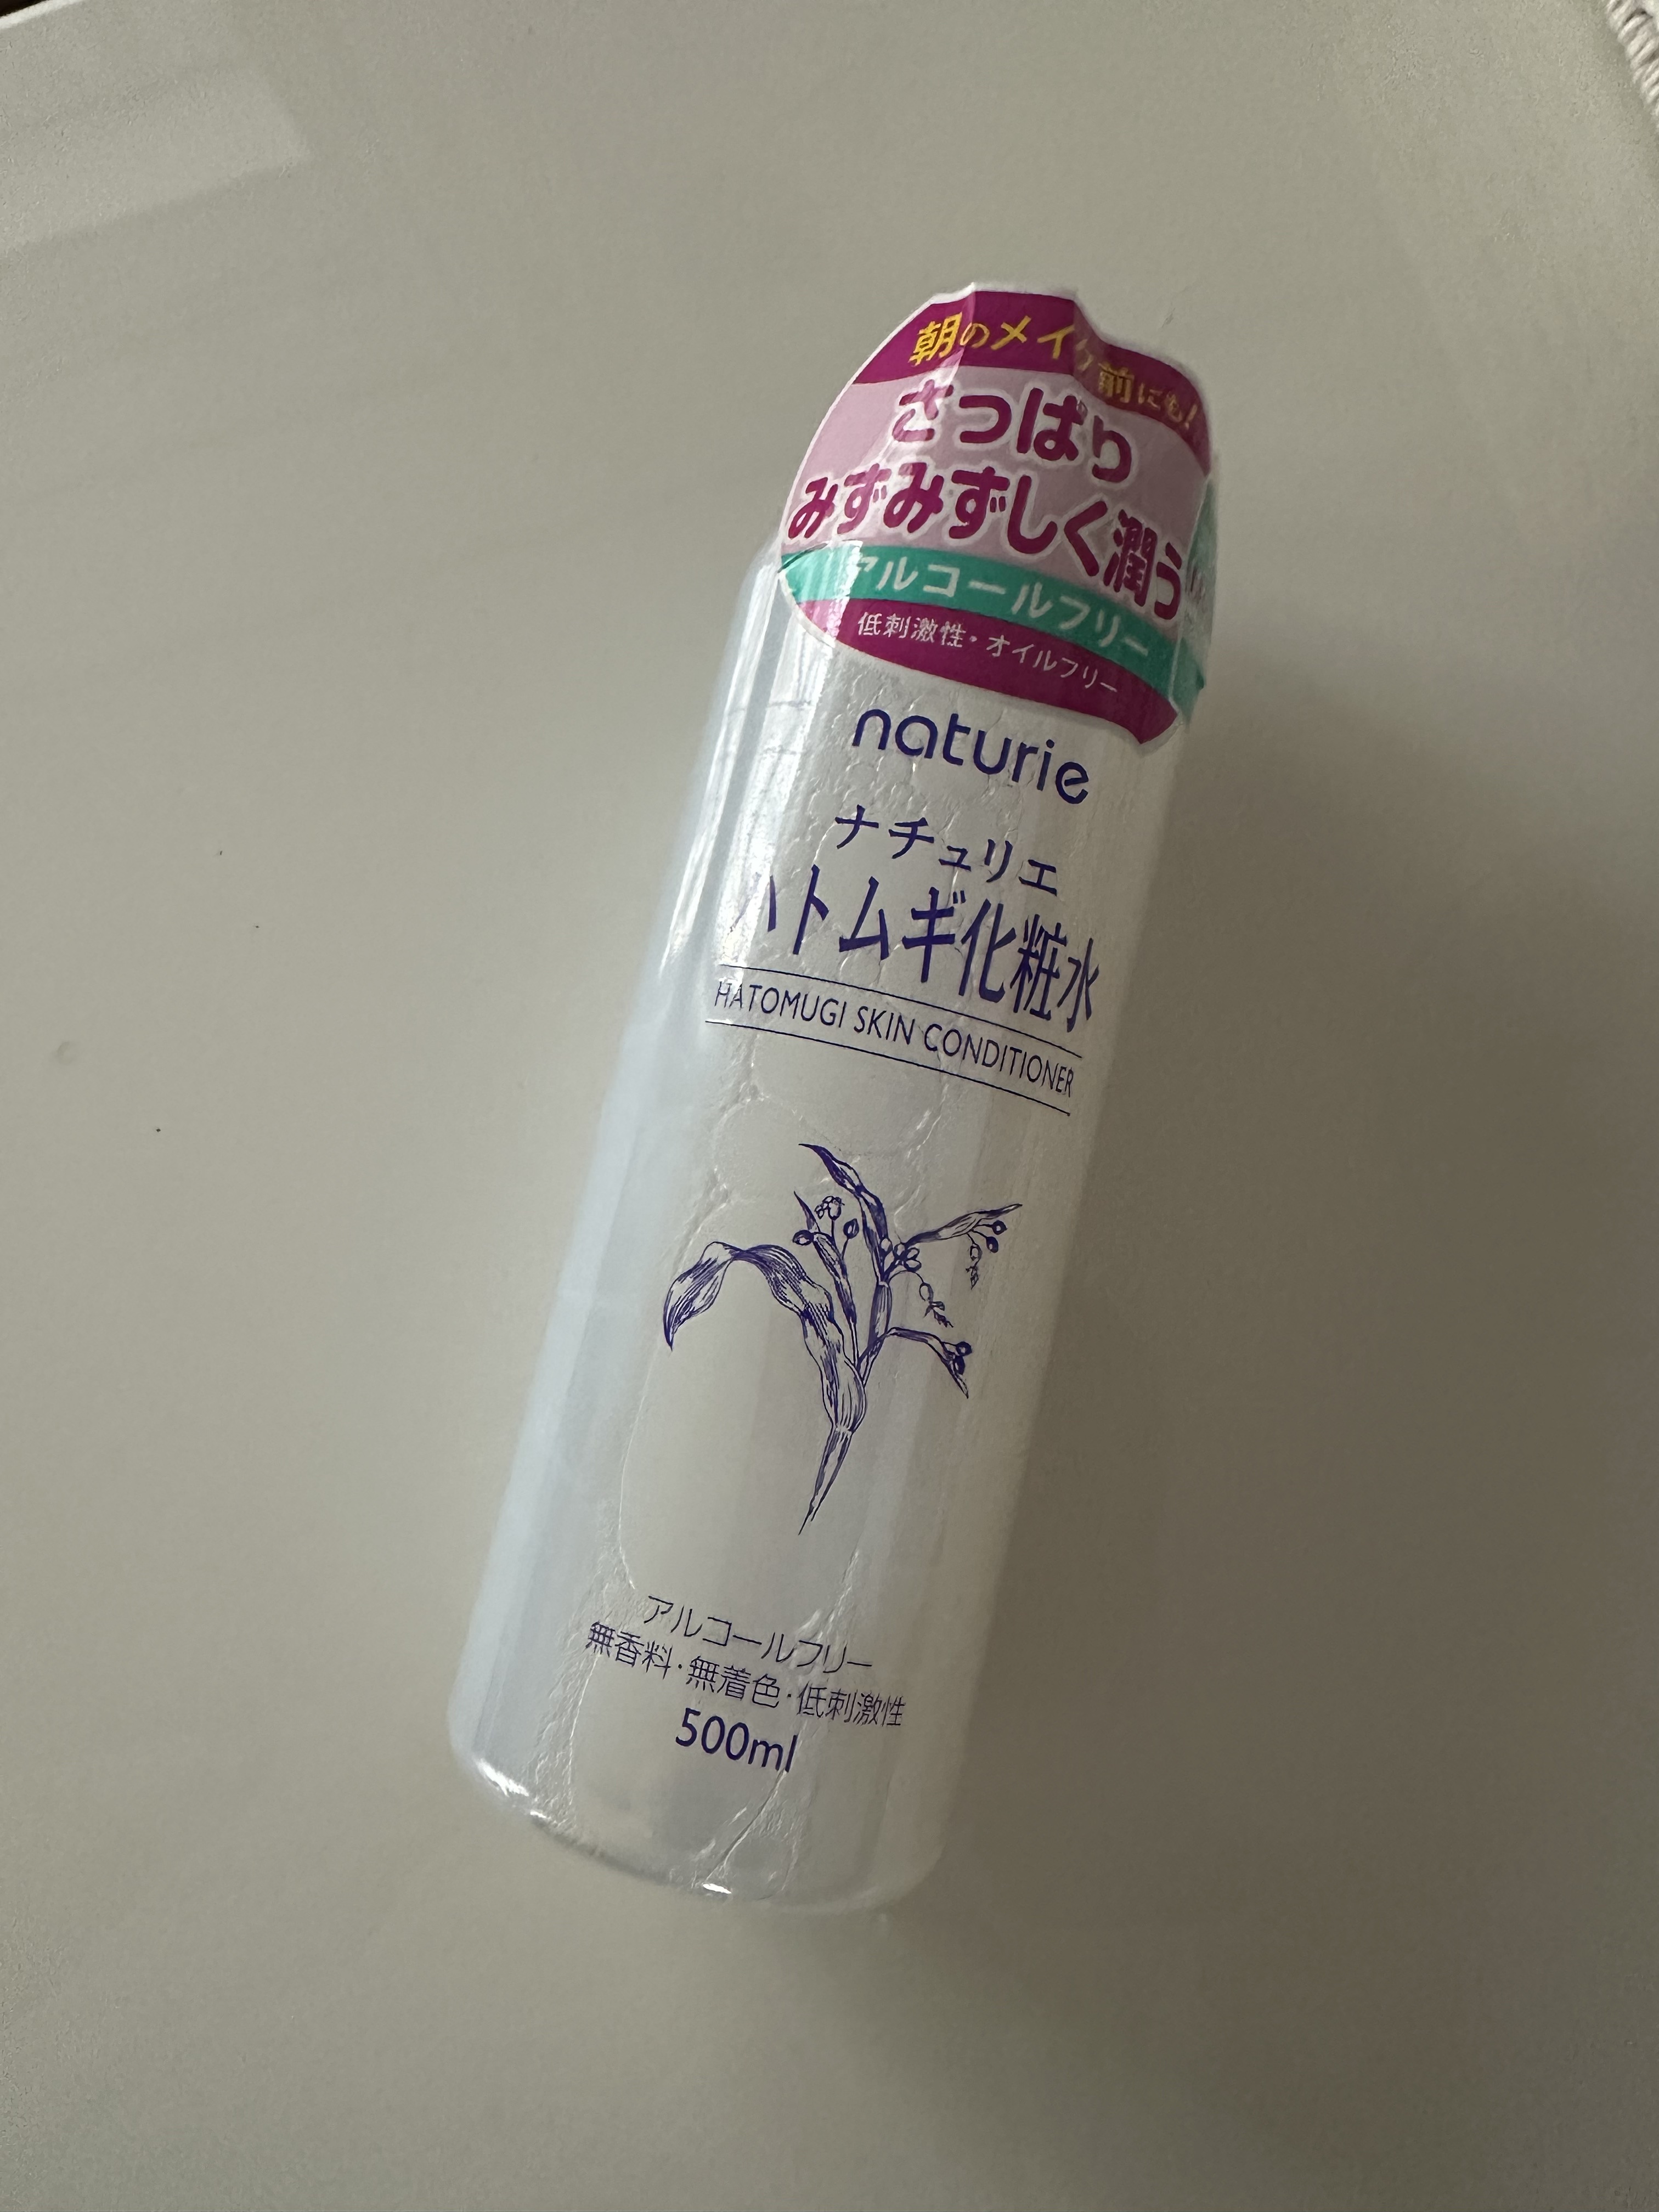 朝のメイク前にも!
さっぱり
みずみずしく潤う
アルコールフリー
低刺激性・オイルフリー
naturie
ナチュリエ
ハトムギ化粧水
HATOMUGI SKIN CONDITIONER
アルコールフリー
無香料・無着色・低刺激性
500ml